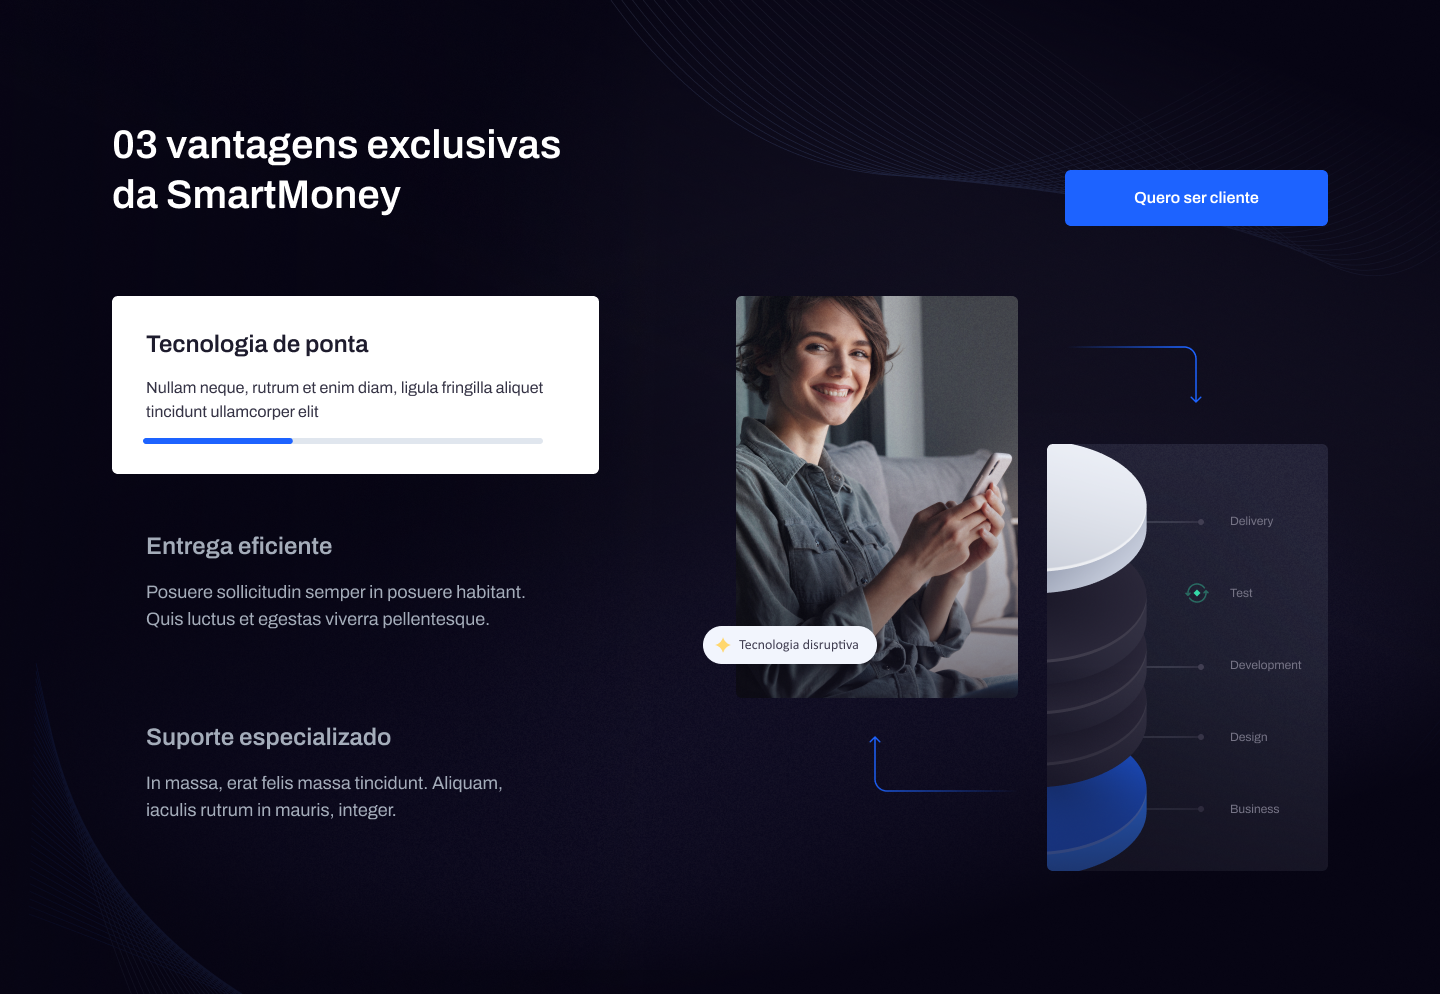 03 vantagens exclusivas
da SmartMoney
Quero ser cliente
Tecnologia de ponta
Nullam neque, rutrum et enim diam, ligula fringilla aliquet
tincidunt ullamcorper elit
Entrega eficiente
Posuere sollicitudin semper in posuere habitant.
Quis luctus et egestas viverra pellentesque.
Suporte especializado
In massa, erat felis massa tincidunt. Aliquam,
iaculis rutrum in mauris, integer.
Tecnologia disruptiva
Delivery
Test
Development
Design
Business